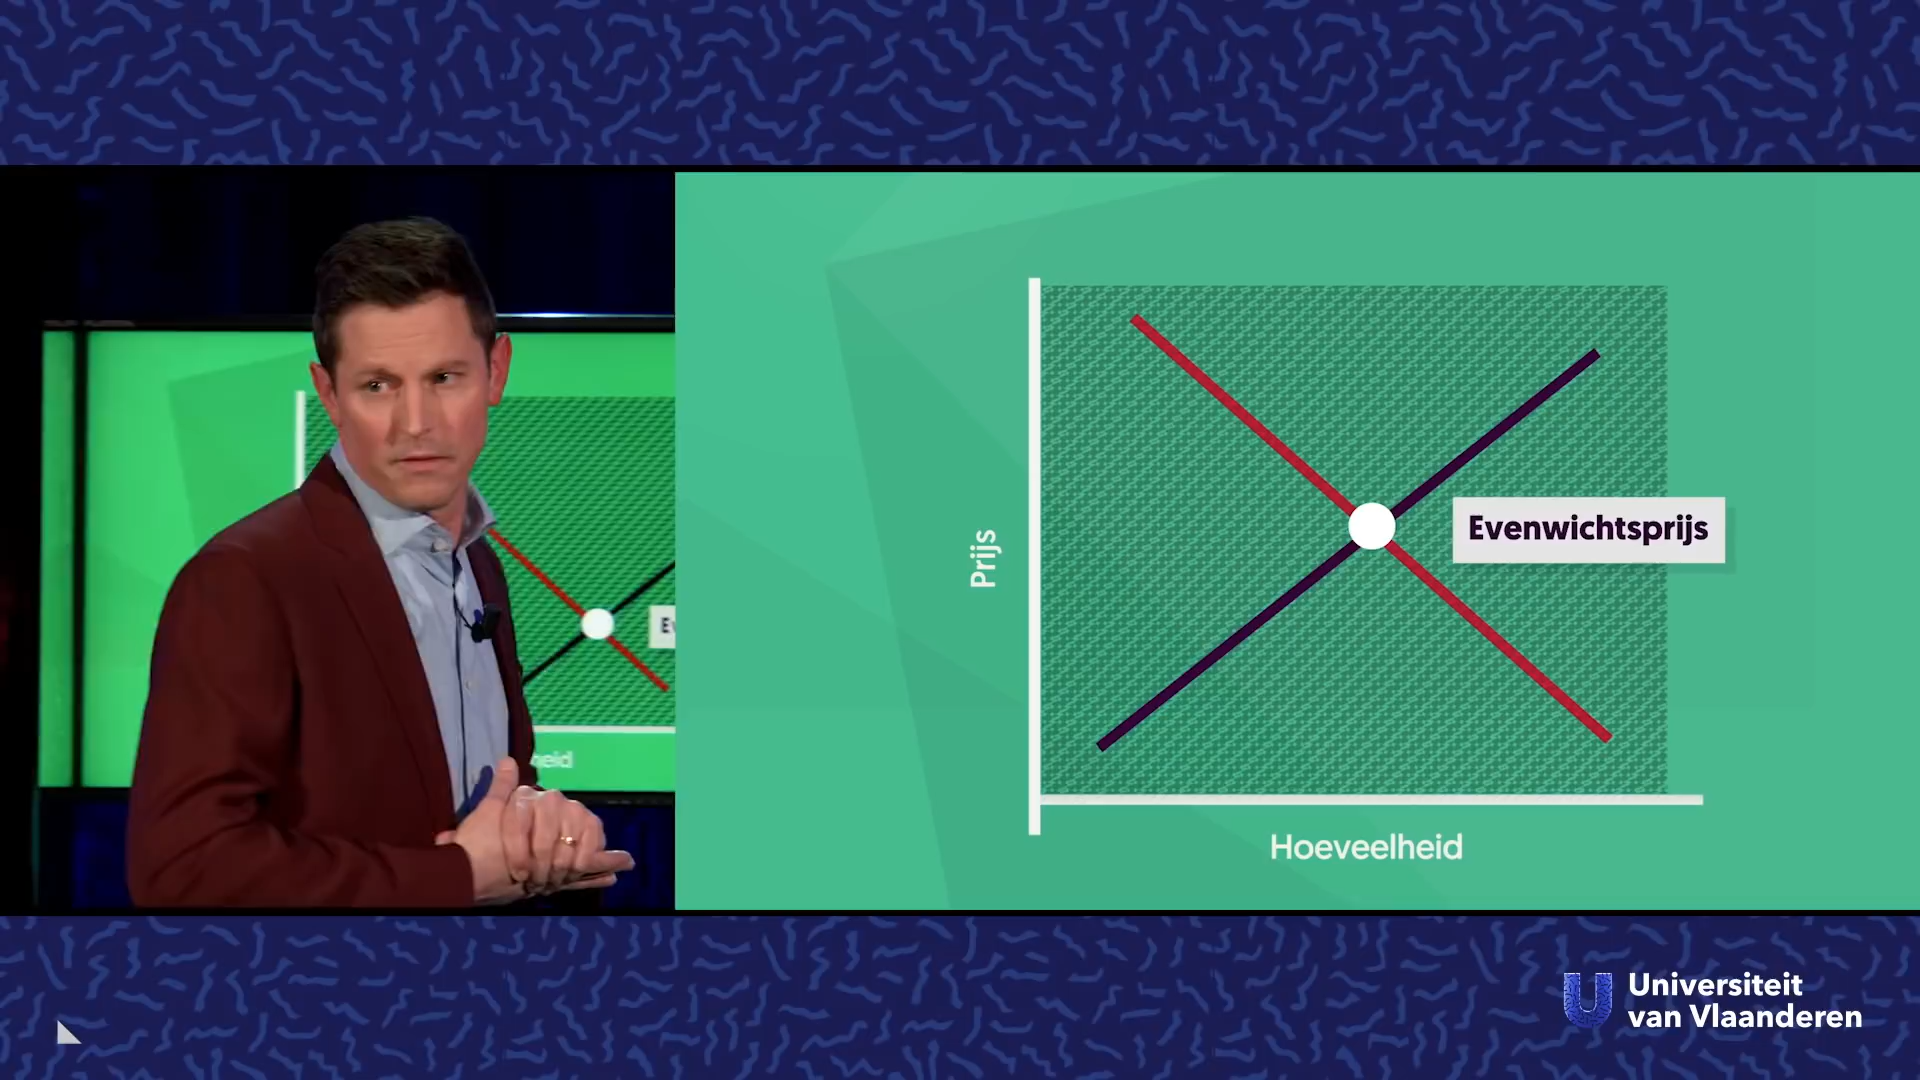 Prijs
Evenwichtsprijs
Hoeveelheid
Universiteit
van Vlaanderen